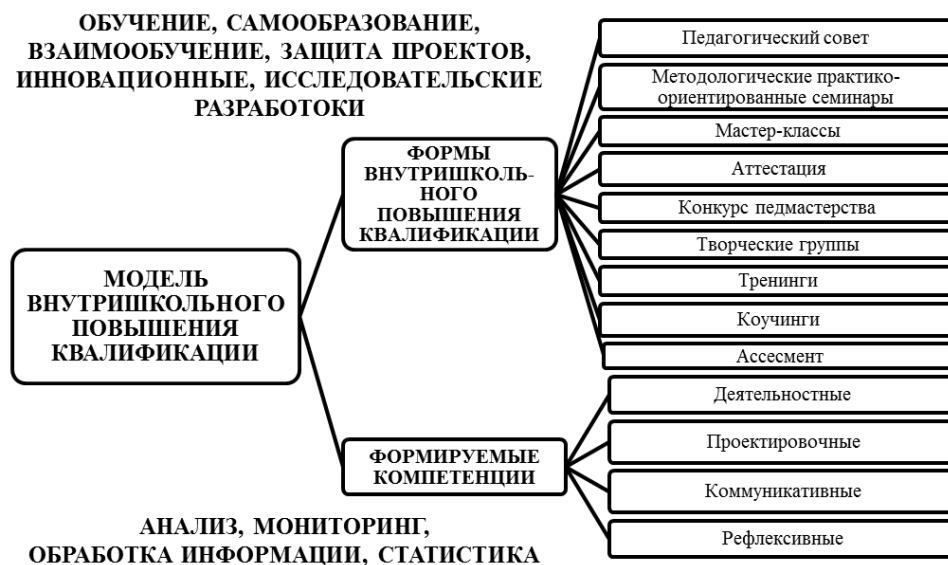 ОБУЧЕНИЕ, САМООБРАЗОВАНИЕ,
ВЗАИМООБУЧЕНИЕ, ЗАЩИТА ПРОЕКТОВ,
ИННОВАЦИОННЫЕ, ИССЛЕДОВАТЕЛЬСКИЕ
РАЗРАБОТОКИ
МОДЕЛЬ
ВНУТРИШКОЛЬНОГО
ПОВЫШЕНИЯ
КВАЛИФИКАЦИИ
ФОРМЫ
ВНУТРИШКОЛЬ-
НОГО
ПОВЫШЕНИЯ
КВАЛИФИКАЦИИ
Педагогический совет
Методологические практико-
ориентированные семинары
Мастер-классы
Аттестация
Конкурс педмастерства
Творческие группы
Тренинги
Коучинги
Ассесмент
ФОРМИРУЕМЫЕ
КОМПЕТЕНЦИИ
Деятельностные
Проектировочные
Коммуникативные
Рефлексивные
АНАЛИЗ, МОНИТОРИНГ,
ОБРАБОТКА ИНФОРМАЦИИ, СТАТИСТИКА